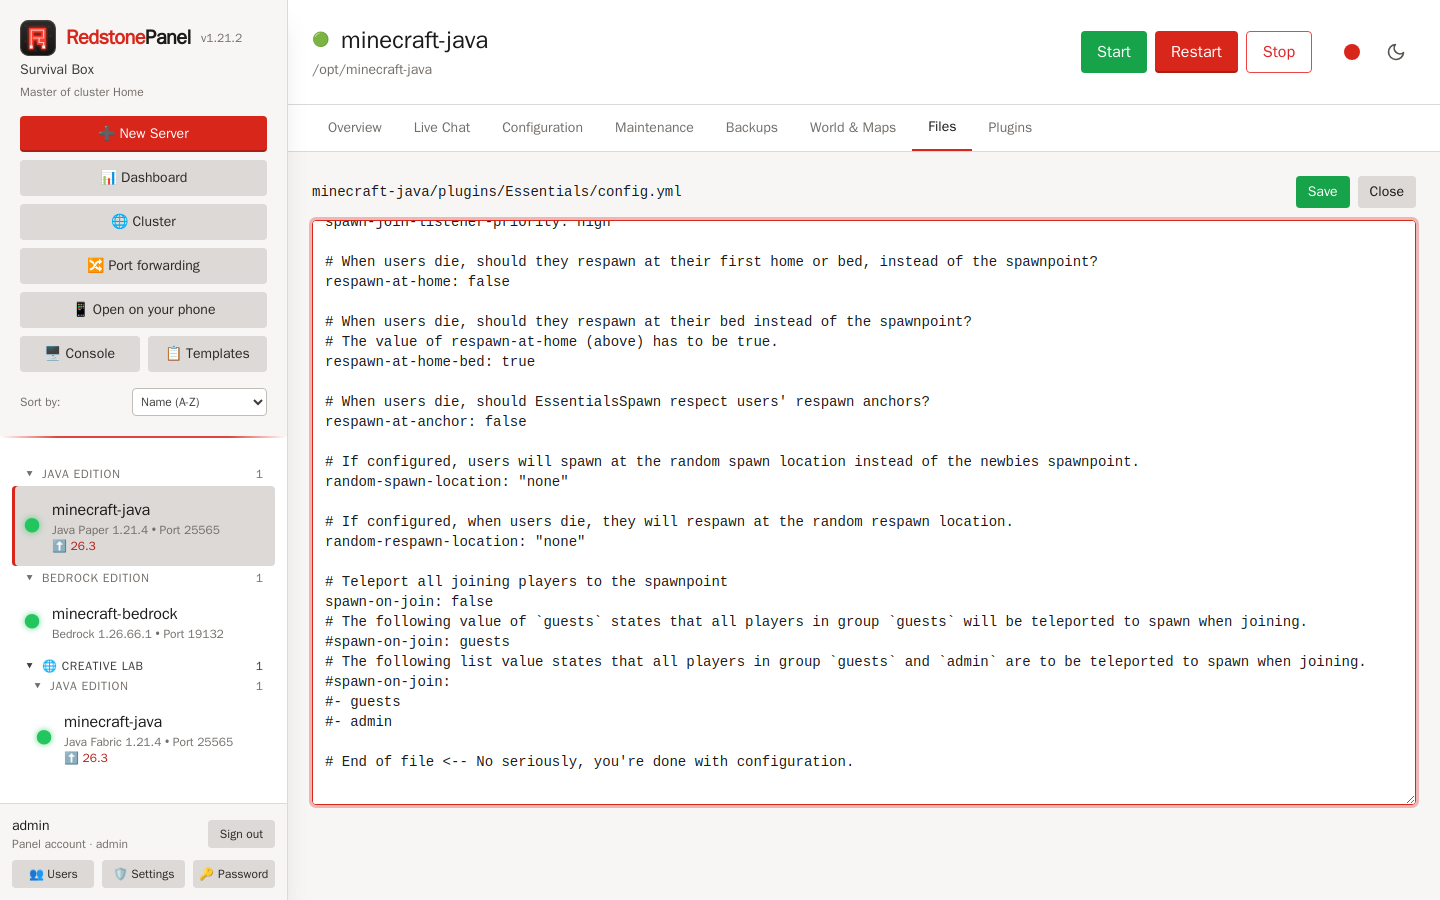 RedstonePanel v1.21.2
Survival Box
Master of cluster Home
➕ New Server
📊 Dashboard
🌐 Cluster
🔀 Port forwarding
📱 Open on your phone
🖥️ Console
📋 Templates
Sort by:
Name (A-Z)
▼ JAVA EDITION 1
minecraft-java
Java Paper 1.21.4 • Port 25565
⬆️ 26.3
▼ BEDROCK EDITION 1
minecraft-bedrock
Bedrock 1.26.66.1 • Port 19132
▼ 🌐 CREATIVE LAB 1
▼ JAVA EDITION 1
minecraft-java
Java Fabric 1.21.4 • Port 25565
⬆️ 26.3
admin
Panel account · admin
Sign out
👥 Users
🛡️ Settings
🔑 Password
minecraft-java
/opt/minecraft-java
Start
Restart
Stop
Overview
Live Chat
Configuration
Maintenance
Backups
World & Maps
Files
Plugins
minecraft-java/plugins/Essentials/config.yml
Save
Close
spawn-join-listener-priority: high
# When users die, should they respawn at their first home or bed, instead of the spawnpoint?
respawn-at-home: false
# When users die, should they respawn at their bed instead of the spawnpoint?
# The value of respawn-at-home (above) has to be true.
respawn-at-home-bed: true
# When users die, should EssentialsSpawn respect users' respawn anchors?
respawn-at-anchor: false
# If configured, users will spawn at the random spawn location instead of the newbies spawnpoint.
random-spawn-location: "none"
# If configured, when users die, they will respawn at the random respawn location.
random-respawn-location: "none"
# Teleport all joining players to the spawnpoint
spawn-on-join: false
# The following value of `guests` states that all players in group `guests` will be teleported to spawn when joining.
#spawn-on-join: guests
# The following list value states that all players in group `guests` and `admin` are to be teleported to spawn when joining.
#spawn-on-join:
#- guests
#- admin
# End of file <-- No seriously, you're done with configuration.